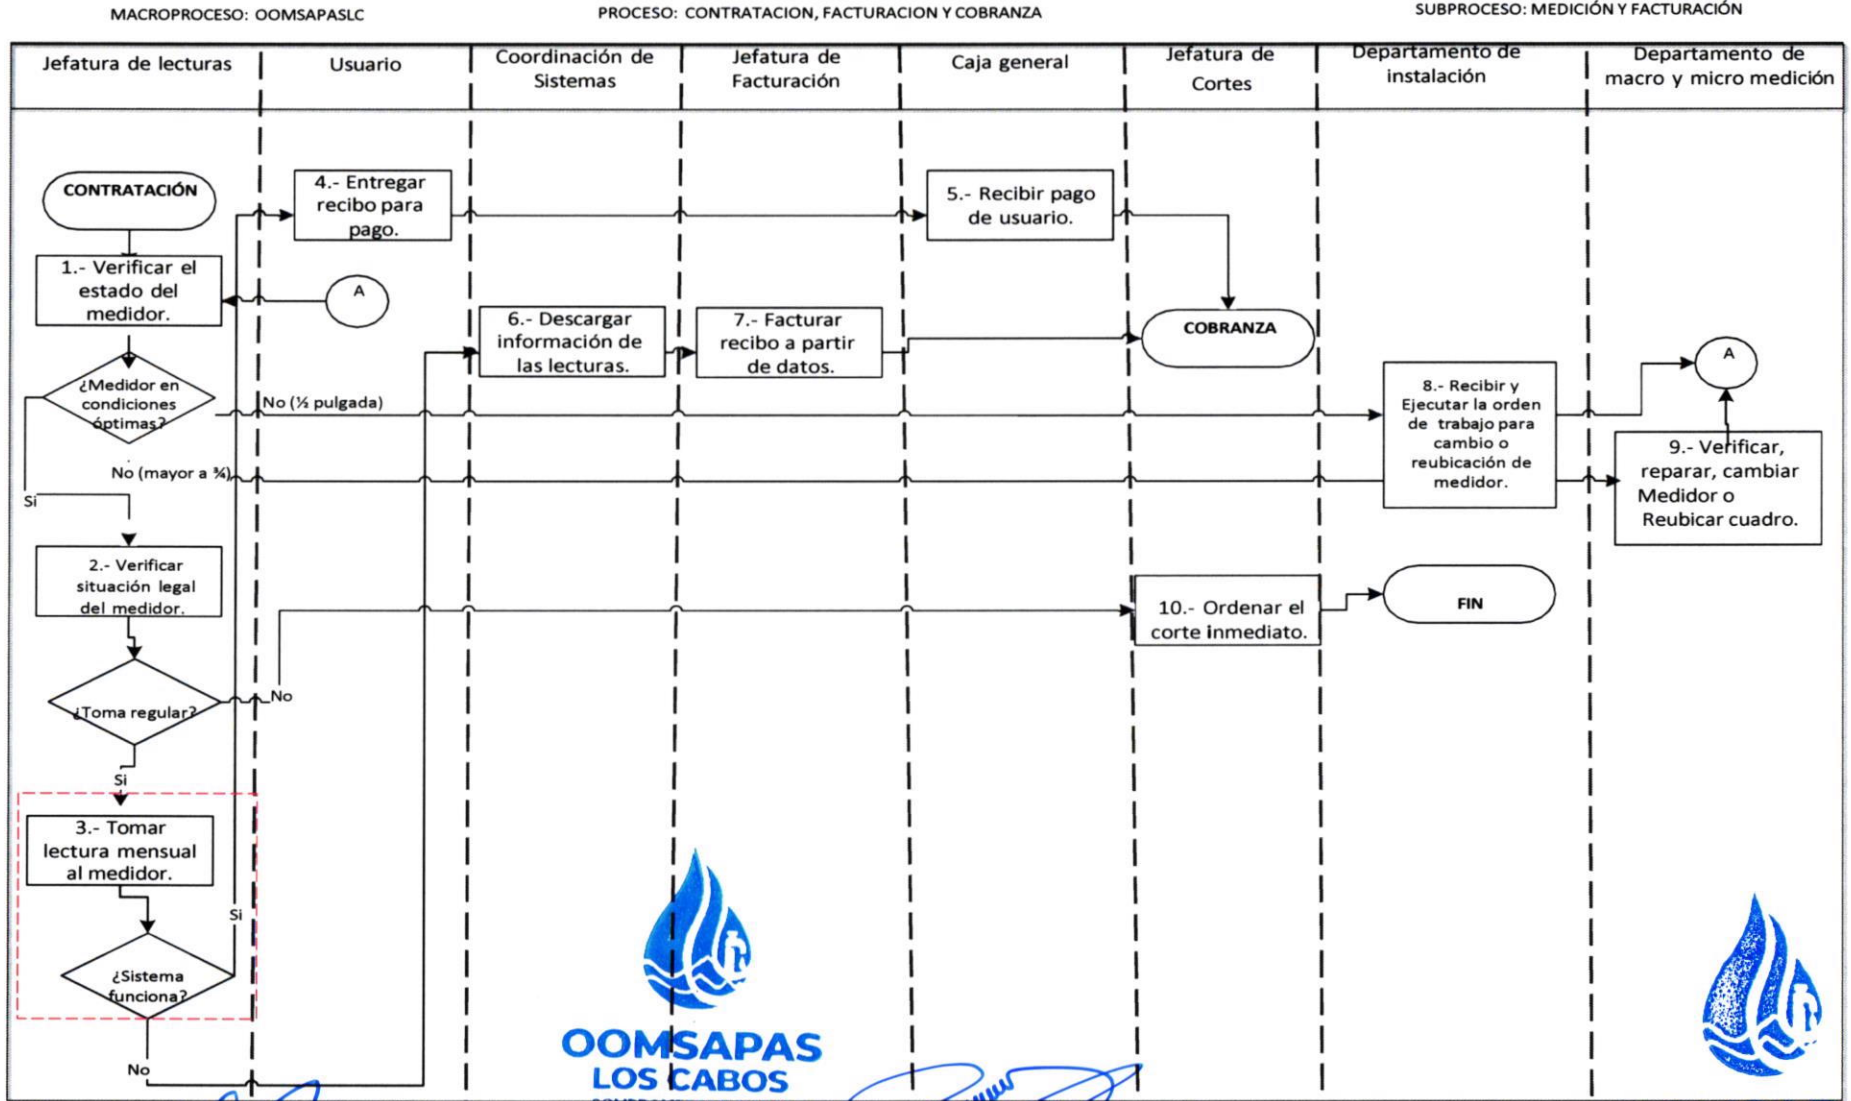 MACROPROCESO: OOMSAPASLC
PROCESO: CONTRATACION, FACTURACION Y COBRANZA
SUBPROCESO: MEDICIÓN Y FACTURACIÓN
Jefatura de lecturas
Usuario
Coordinación de
Sistemas
Jefatura de
Facturación
Caja general
Jefatura de
Cortes
Departamento de
instalación
Departamento de
macro y micro medición
CONTRATACIÓN
4.- Entregar
recibo para
pago.
5.- Recibir pago
de usuario.
1.- Verificar el
estado del
medidor.
A
6.- Descargar
información de
las lecturas.
7.- Facturar
recibo a partir
de datos.
COBRANZA
A
¿Medidor en
condiciones
óptimas?
No (½ pulgada)
8.- Recibir y
Ejecutar la orden
de trabajo para
cambio o
reubicación de
medidor.
No (mayor a ¾)
9.- Verificar,
reparar, cambiar
Medidor o
Reubicar cuadro.
Si
2.- Verificar
situación legal
del medidor.
10.- Ordenar el
corte inmediato.
FIN
¿Toma regular?
No
Si
3.- Tomar
lectura mensual
al medidor.
Si
¿Sistema
funciona?
No
OOMSAPAS
LOS CABOS